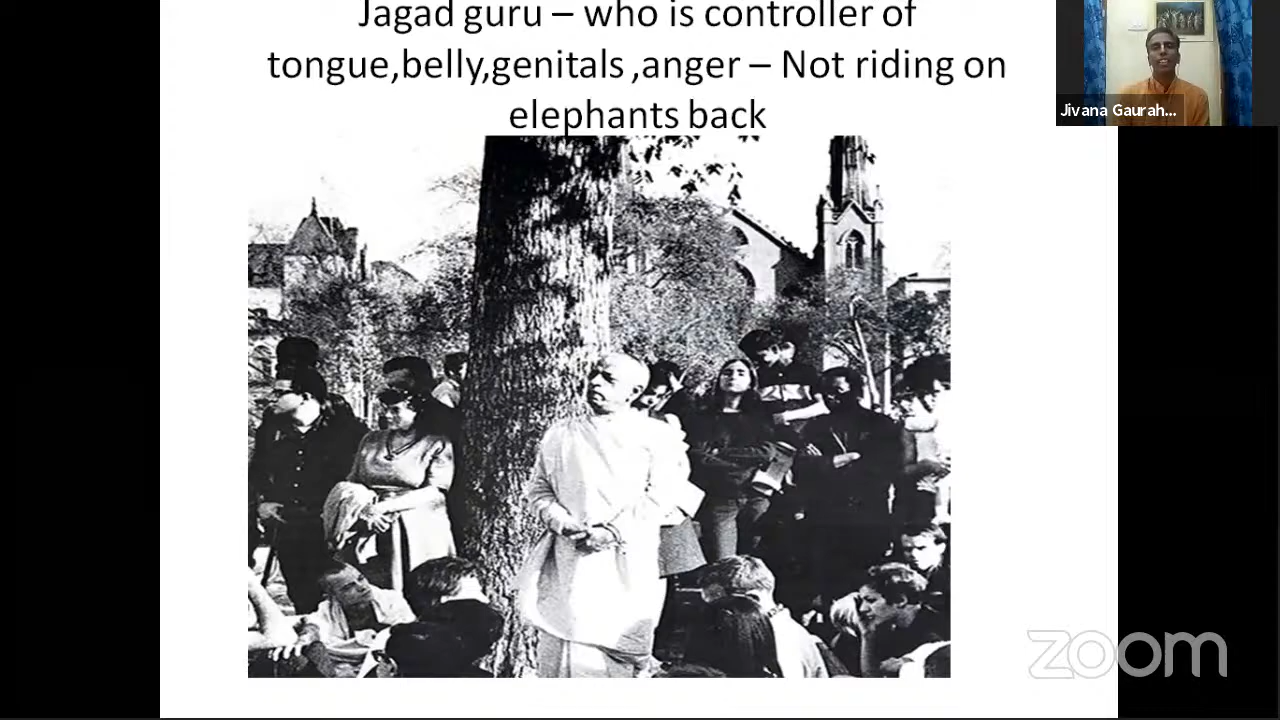 Jagad guru – who is controller of
tongue,belly,genitals ,anger – Not riding on
elephants back
Jivana Gaurah...
zoom